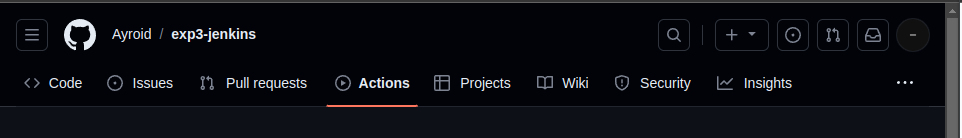 Ayroid / exp3-jenkins
Code Issues Pull requests Actions Projects Wiki Security Insights